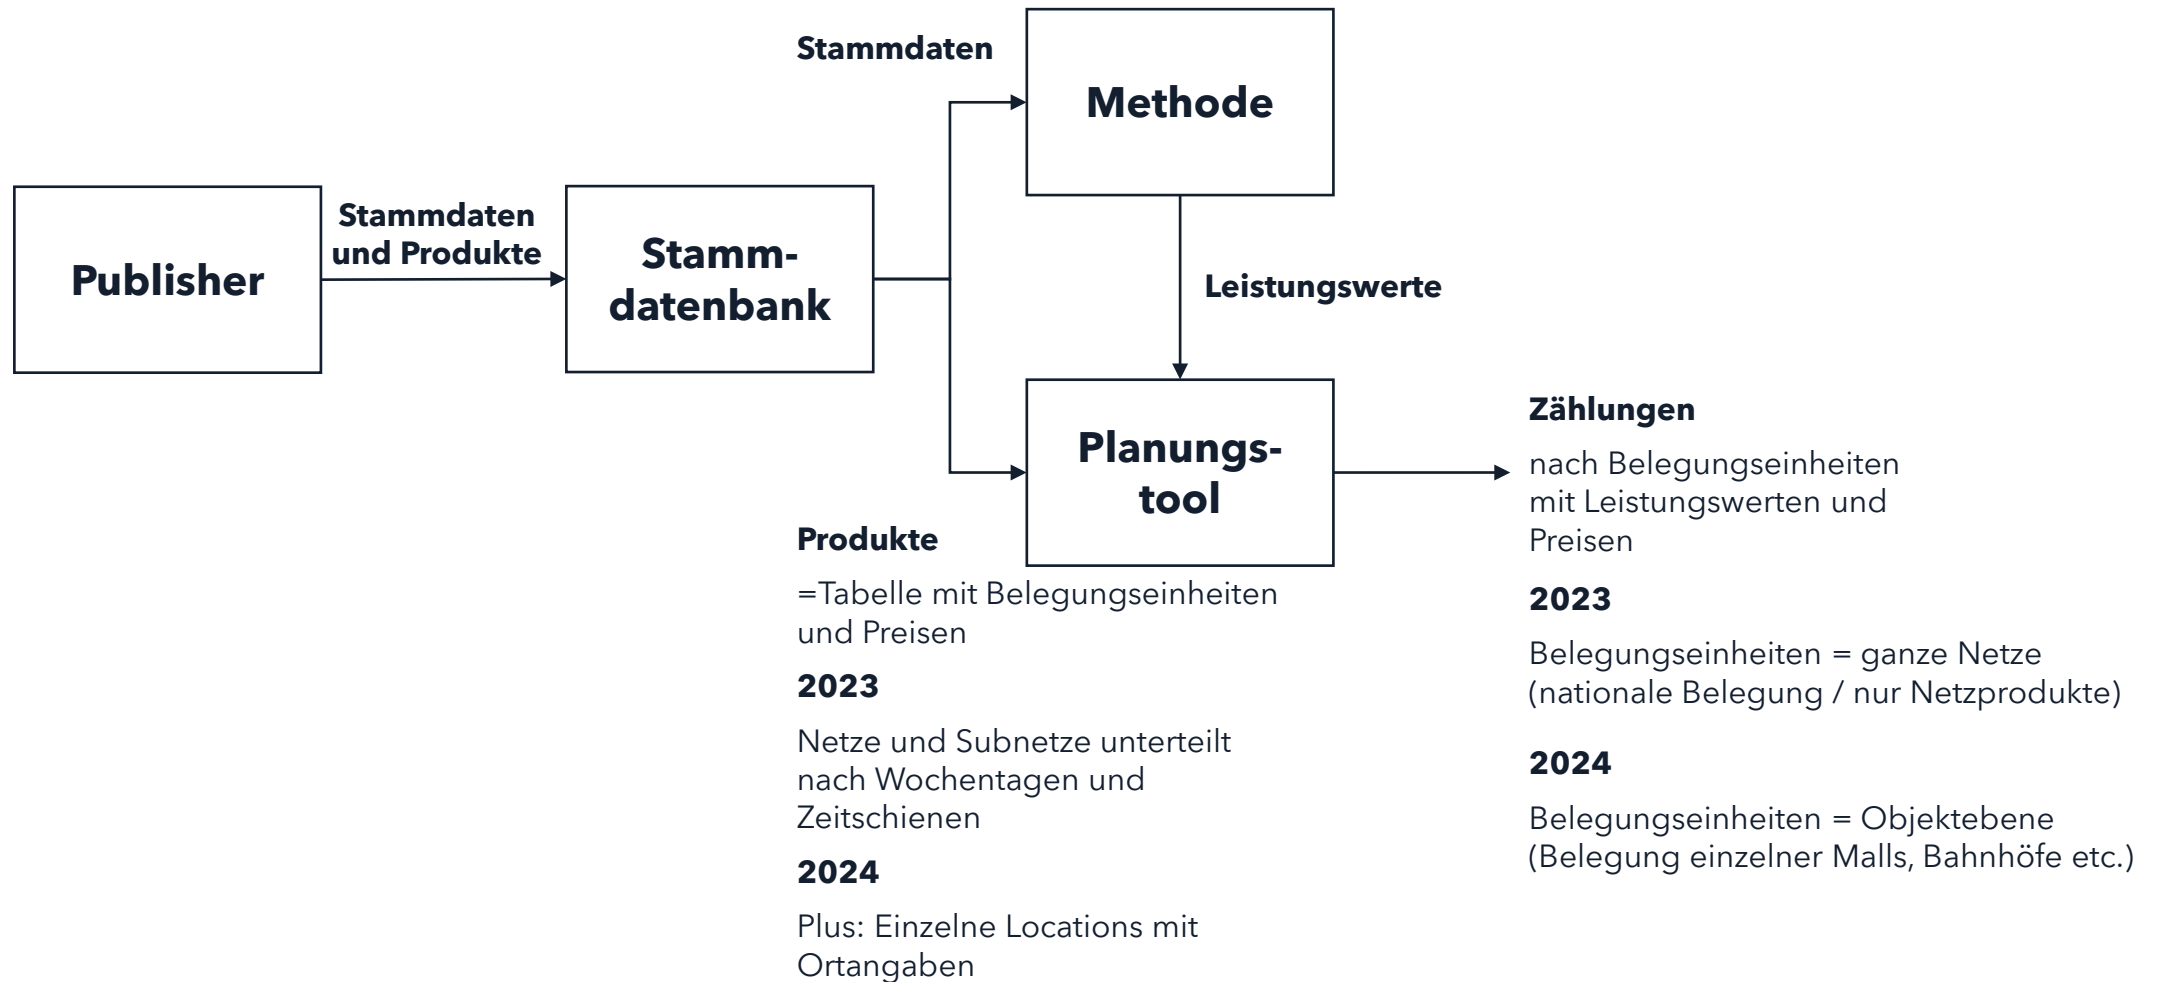 Stammdaten
Methode
Publisher
Stammdaten
und Produkte
Stamm-
datenbank
Leistungswerte
Planungs-
tool
Produkte
=Tabelle mit Belegungseinheiten
und Preisen
2023
Netze und Subnetze unterteilt
nach Wochentagen und
Zeitschienen
2024
Plus: Einzelne Locations mit
Ortangaben
Zählungen
nach Belegungseinheiten
mit Leistungswerten und
Preisen
2023
Belegungseinheiten = ganze Netze
(nationale Belegung / nur Netzprodukte)
2024
Belegungseinheiten = Objektebene
(Belegung einzelner Malls, Bahnhöfe etc.)